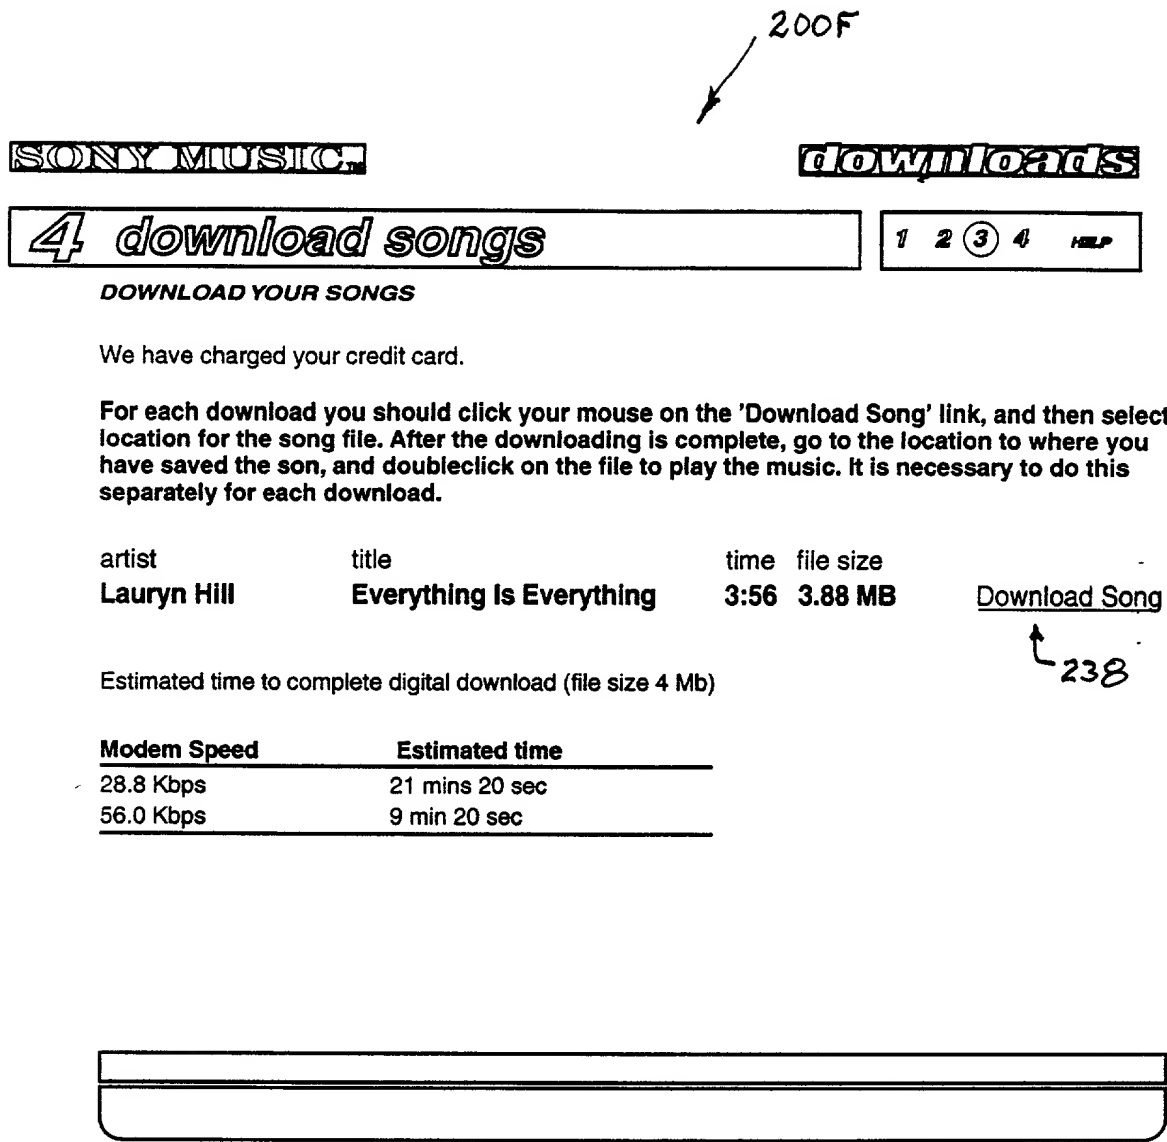 200F
SONY MUSIC™ downloads
4 download songs 1 2 3 4 HELP
DOWNLOAD YOUR SONGS
We have charged your credit card.
For each download you should click your mouse on the 'Download Song' link, and then select
location for the song file. After the downloading is complete, go to the location to where you
have saved the son, and doubleclick on the file to play the music. It is necessary to do this
separately for each download.
artist title time file size
Lauryn Hill Everything Is Everything 3:56 3.88 MB Download Song
238
Estimated time to complete digital download (file size 4 Mb)
Modem Speed Estimated time
28.8 Kbps 21 mins 20 sec
56.0 Kbps 9 min 20 sec